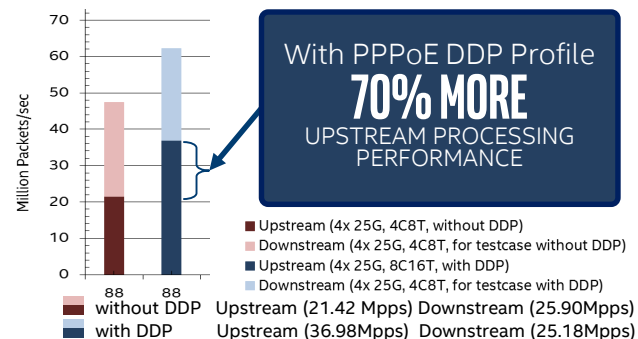 70
60
50
40
30
20
10
0
Million Packets/sec
88 88
With PPPoE DDP Profile
70% MORE
UPSTREAM PROCESSING
PERFORMANCE
Upstream (4x 25G, 4C8T, without DDP)
Downstream (4x 25G, 4C8T, for testcase without DDP)
Upstream (4x 25G, 8C16T, with DDP)
Downstream (4x 25G, 4C8T, for testcase with DDP)
without DDP Upstream (21.42 Mpps) Downstream (25.90Mpps)
with DDP Upstream (36.98Mpps) Downstream (25.18Mpps)